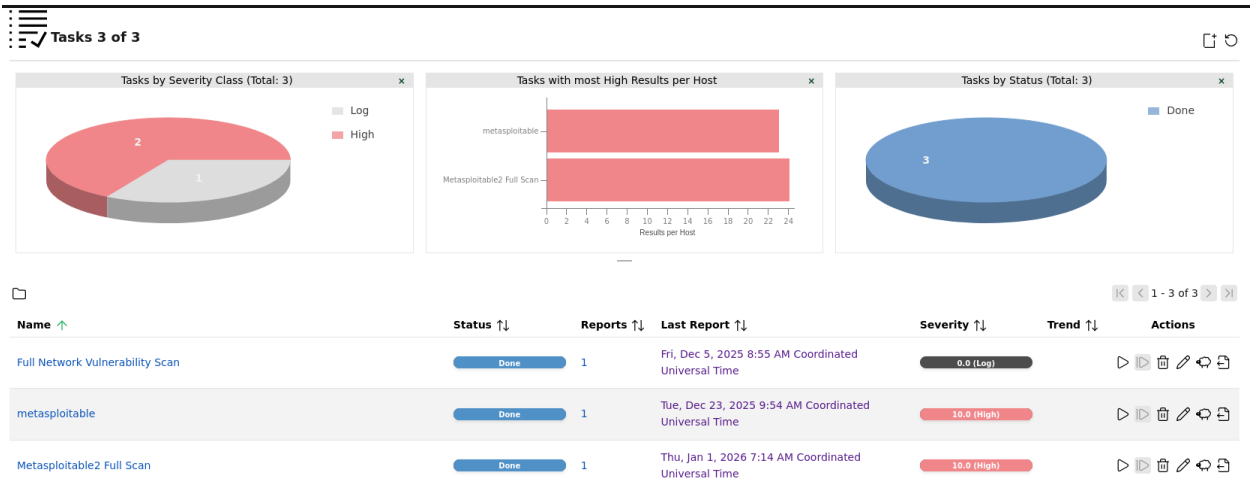 Tasks 3 of 3
Tasks by Severity Class (Total: 3)
×
2
1
Log
High
Tasks with most High Results per Host
×
metasploitable
Metasploitable2 Full Scan
0 2 4 6 8 10 12 14 16 18 20 22 24
Results per Host
Tasks by Status (Total: 3)
×
3
Done
1 - 3 of 3
Name Status Reports Last Report Severity Trend Actions
Full Network Vulnerability Scan Done 1 Fri, Dec 5, 2025 8:55 AM Coordinated
Universal Time
0.0 (Log)
metasploitable Done 1 Tue, Dec 23, 2025 9:54 AM Coordinated
Universal Time
10.0 (High)
Metasploitable2 Full Scan Done 1 Thu, Jan 1, 2026 7:14 AM Coordinated
Universal Time
10.0 (High)